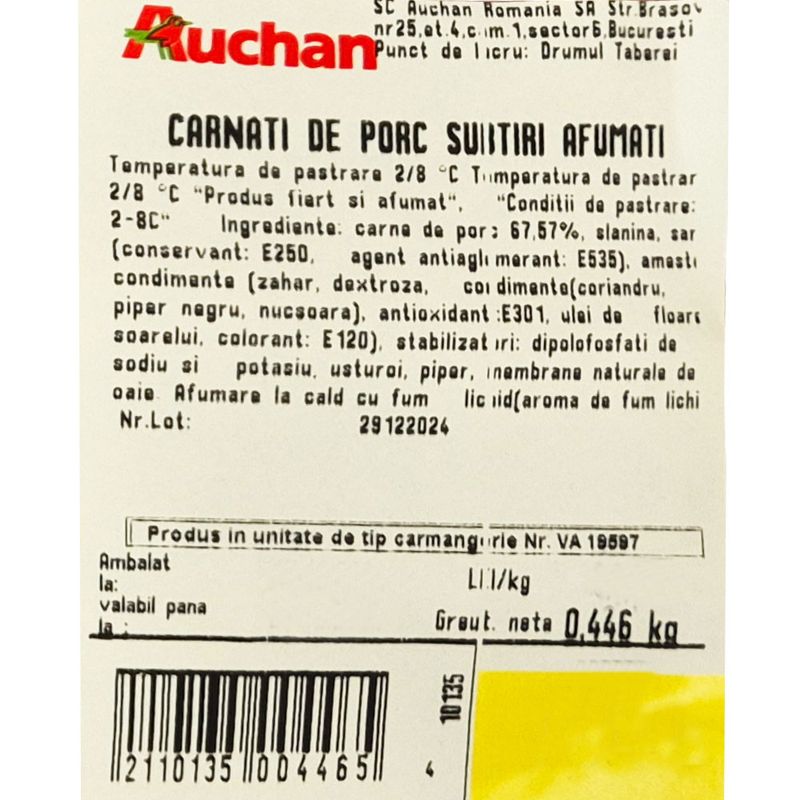 Auchan
SC Auchan Romania SA Str.Brasov
nr25,et.4,cam.1,sector6,Bucuresti
Punct de lucru: Drumul Taberei
CARNATI DE PORC SUBTIRI AFUMATI
Temperatura de pastrare 2/8 °C Temperatura de pastrar
2/8 °C "Produs fiert si afumat", "Conditii de pastrare:
2-8C" Ingrediente: carne de porc 67,57%, slanina, sar
(conservant: E250, agent antiaglomerant: E535), amest
condimente (zahar, dextroza, condimente(coriandru,
piper negru, nucsoara), antioxidant :E301, ulei de floare
soarelui, colorant: E120), stabilizatori: dipolofosfati de
sodiu si potasiu, usturoi, piper, membrane naturale de
oaie. Afumare la cald cu fum lichid(aroma de fum lichi
Nr.Lot: 29122024
Produs in unitate de tip carmangerie Nr. VA 19597
Ambalat
la:
LEI/kg
valabil pana
la :
Greut. neta 0,446 kg
10135
2110135 004465 4